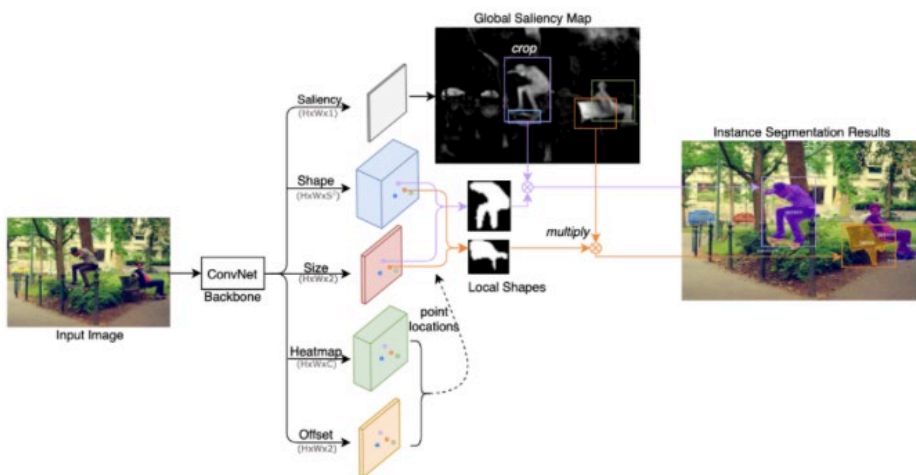 Global Saliency Map
crop
Saliency
(HxWx1)
Instance Segmentation Results
Shape
(HxWxS²)
multiply
ConvNet
Backbone
Size
(HxWx2)
Local Shapes
Input Image
point
locations
Heatmap
(HxWxC)
Offset
(HxWx2)